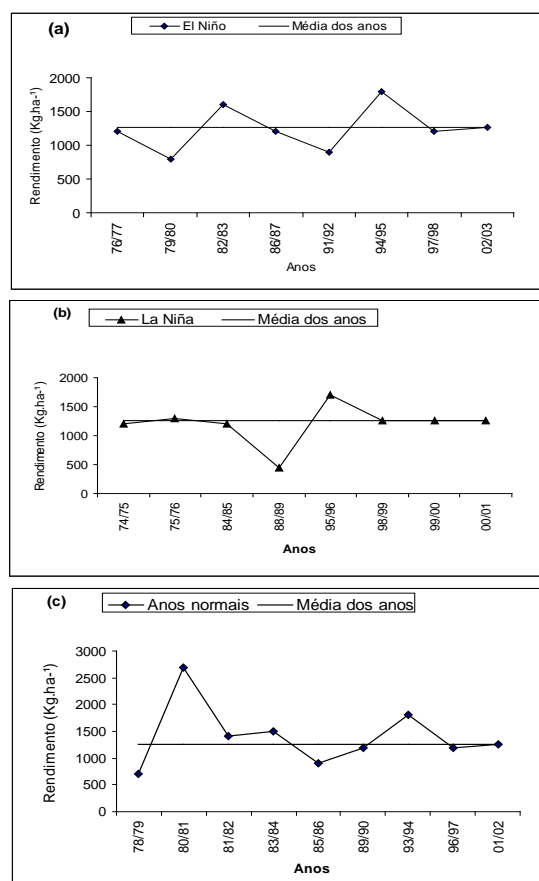 (a)
El Niño Média dos anos
Rendimento (Kg.ha-¹)
2000
1500
1000
500
0
76/77 79/80 82/83 86/87 91/92 94/95 97/98 02/03
Anos
(b)
La Niña Média dos anos
Rendimento (Kg.ha-¹)
2000
1500
1000
500
0
74/75 75/76 84/85 88/89 95/96 98/99 99/00 00/01
Anos
(c)
Anos normais Média dos anos
Rendimento (Kg.ha-¹)
3000
2500
2000
1500
1000
500
0
78/79 80/81 81/82 83/84 85/86 89/90 93/94 96/97 01/02
Anos